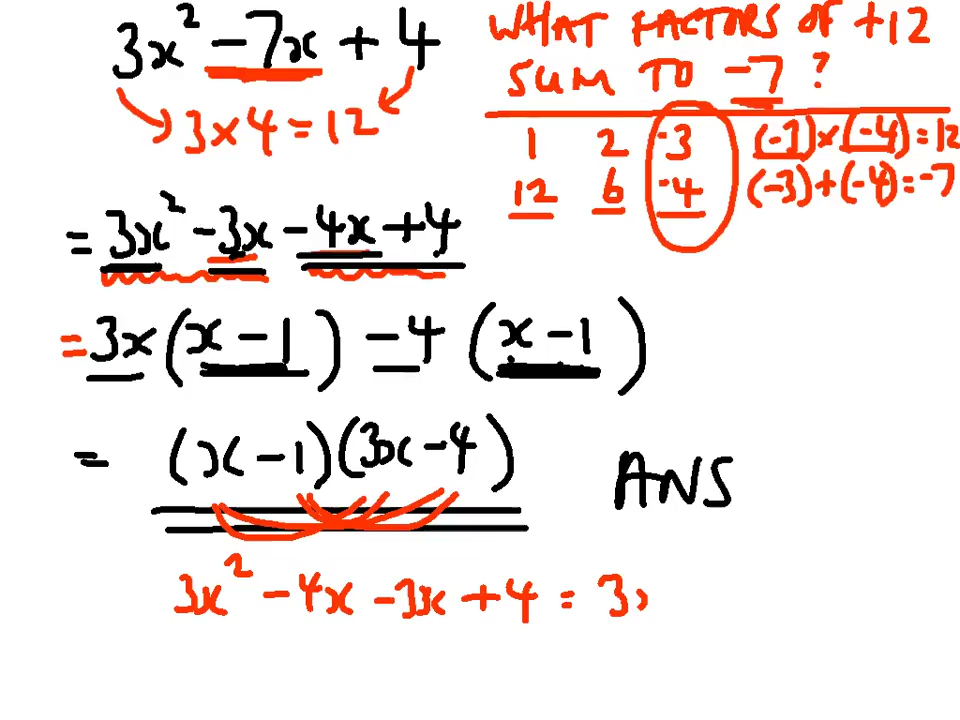 3x² - 7x + 4
3 x 4 = 12
WHAT FACTORS OF +12
SUM TO -7 ?
1 2 -3 (-3) x (-4) = 12
12 6 -4 (-3) + (-4) = -7
= 3x² - 3x - 4x + 4
= 3x (x - 1) - 4 (x - 1)
= (x - 1)(3x - 4) ANS
3x² - 4x - 3x + 4 = 3